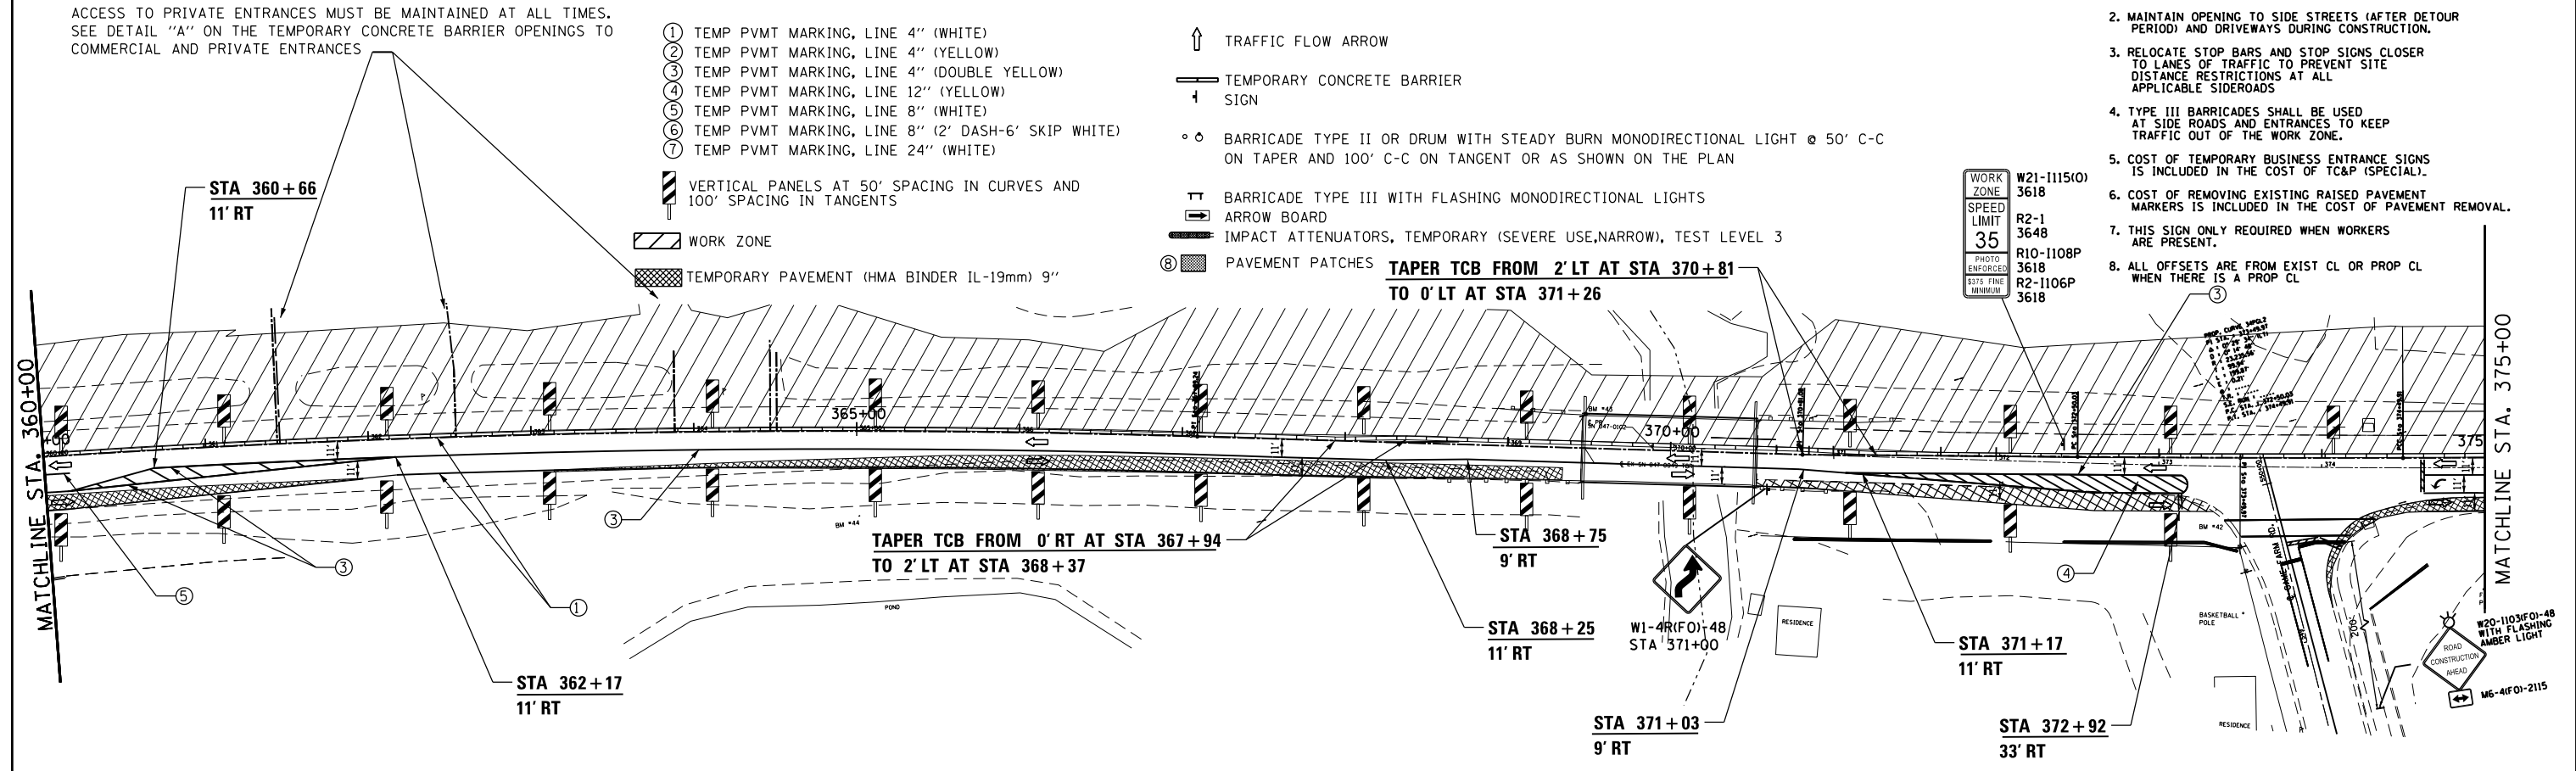 ACCESS TO PRIVATE ENTRANCES MUST BE MAINTAINED AT ALL TIMES.
SEE DETAIL "A" ON THE TEMPORARY CONCRETE BARRIER OPENINGS TO
COMMERCIAL AND PRIVATE ENTRANCES
1 TEMP PVMT MARKING, LINE 4" (WHITE)
2 TEMP PVMT MARKING, LINE 4" (YELLOW)
3 TEMP PVMT MARKING, LINE 4" (DOUBLE YELLOW)
4 TEMP PVMT MARKING, LINE 12" (YELLOW)
5 TEMP PVMT MARKING, LINE 8" (WHITE)
6 TEMP PVMT MARKING, LINE 8" (2' DASH-6' SKIP WHITE)
7 TEMP PVMT MARKING, LINE 24" (WHITE)
VERTICAL PANELS AT 50' SPACING IN CURVES AND
100' SPACING IN TANGENTS
WORK ZONE
TEMPORARY PAVEMENT (HMA BINDER IL-19mm) 9"
TRAFFIC FLOW ARROW
TEMPORARY CONCRETE BARRIER
SIGN
BARRICADE TYPE II OR DRUM WITH STEADY BURN MONODIRECTIONAL LIGHT @ 50' C-C
ON TAPER AND 100' C-C ON TANGENT OR AS SHOWN ON THE PLAN
BARRICADE TYPE III WITH FLASHING MONODIRECTIONAL LIGHTS
ARROW BOARD
IMPACT ATTENUATORS, TEMPORARY (SEVERE USE,NARROW), TEST LEVEL 3
8 PAVEMENT PATCHES
2. MAINTAIN OPENING TO SIDE STREETS (AFTER DETOUR
PERIOD) AND DRIVEWAYS DURING CONSTRUCTION.
3. RELOCATE STOP BARS AND STOP SIGNS CLOSER
TO LANES OF TRAFFIC TO PREVENT SITE
DISTANCE RESTRICTIONS AT ALL
APPLICABLE SIDEROADS
4. TYPE III BARRICADES SHALL BE USED
AT SIDE ROADS AND ENTRANCES TO KEEP
TRAFFIC OUT OF THE WORK ZONE.
5. COST OF TEMPORARY BUSINESS ENTRANCE SIGNS
IS INCLUDED IN THE COST OF TC&P (SPECIAL).
6. COST OF REMOVING EXISTING RAISED PAVEMENT
MARKERS IS INCLUDED IN THE COST OF PAVEMENT REMOVAL.
7. THIS SIGN ONLY REQUIRED WHEN WORKERS
ARE PRESENT.
8. ALL OFFSETS ARE FROM EXIST CL OR PROP CL
WHEN THERE IS A PROP CL
WORK
ZONE
SPEED
LIMIT
35
PHOTO
ENFORCED
$375 FINE
MINIMUM
W21-I115(O)
3618
R2-1
3648
R10-I108P
3618
R2-I106P
3618
STA 360+66
11' RT
TAPER TCB FROM 2' LT AT STA 370+81
TO 0' LT AT STA 371+26
3
MATCHLINE STA. 360+00
365+00
370+00
375
MATCHLINE STA. 375+00
BM #43
BM #44
BM #42
POND
3
5
3
1
TAPER TCB FROM 0' RT AT STA 367+94
TO 2' LT AT STA 368+37
STA 368+75
9' RT
STA 368+25
11' RT
STA 362+17
11' RT
W1-4R(FO)-48
STA 371+00
RESIDENCE
STA 371+03
9' RT
STA 371+17
11' RT
4
STA 372+92
33' RT
BASKETBALL
POLE
RESIDENCE
200'
W20-I103(FO)-48
WITH FLASHING
AMBER LIGHT
ROAD
CONSTRUCTION
AHEAD
M6-4(FO)-2115